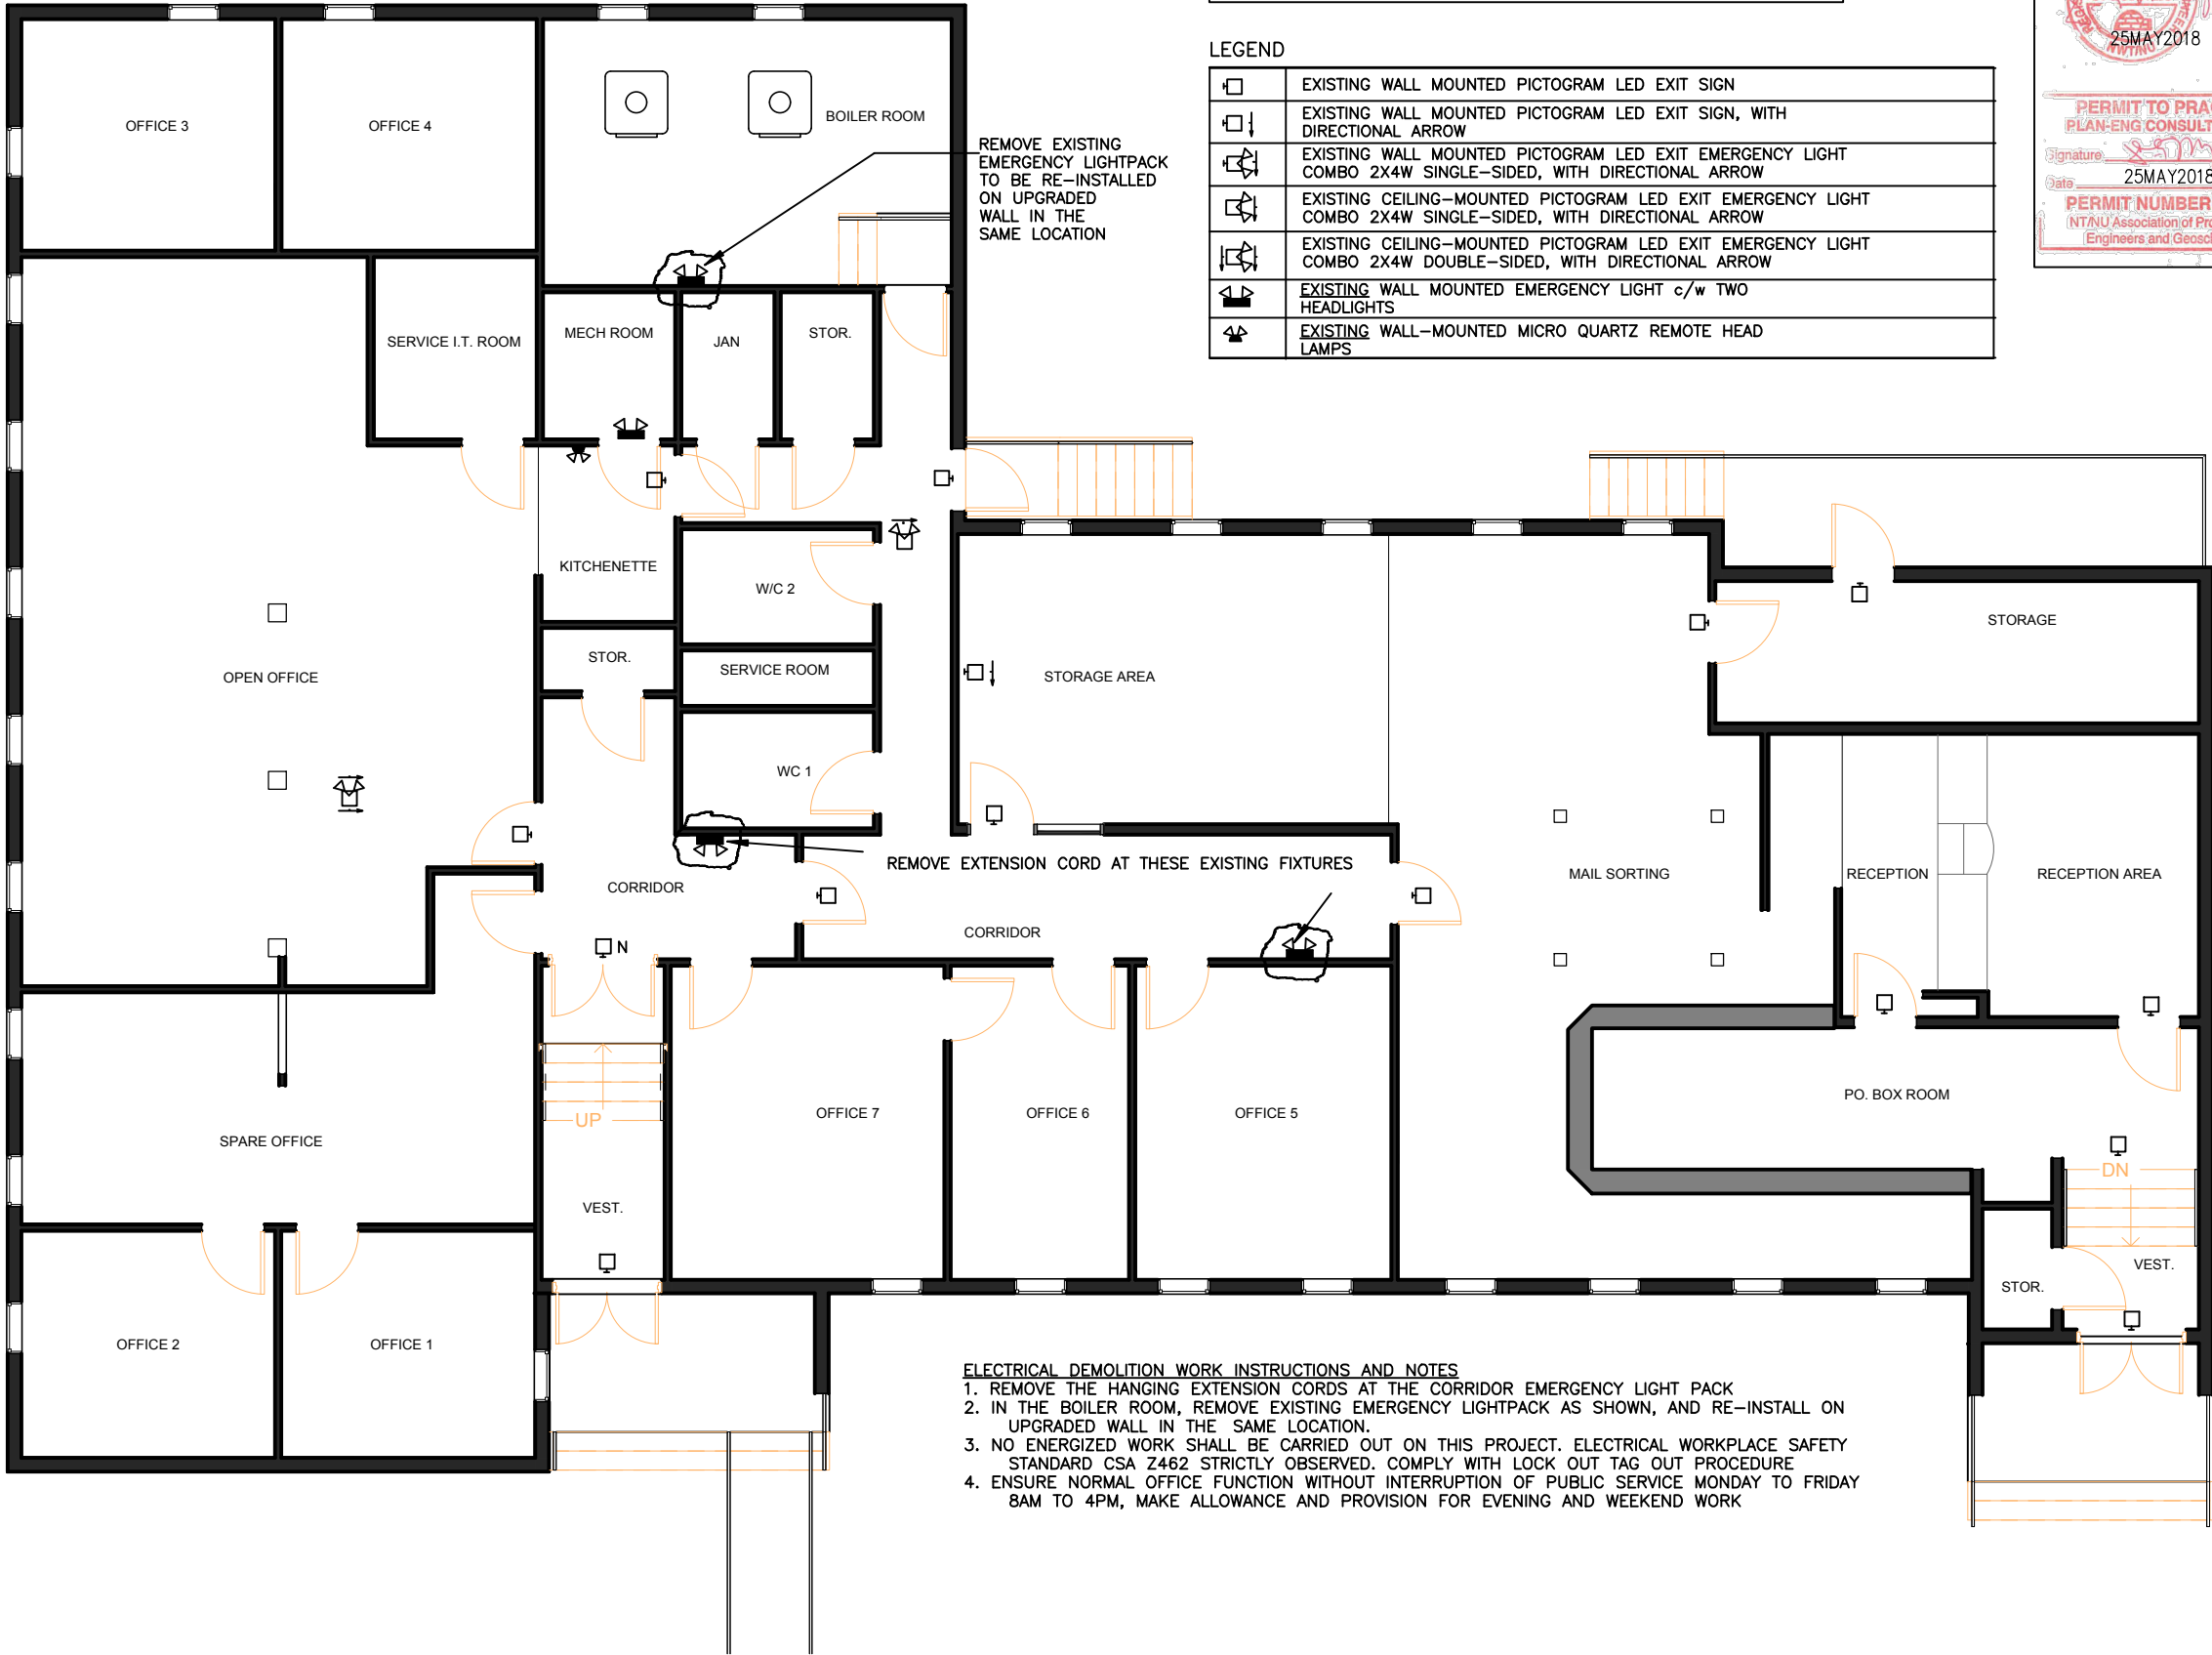 25MAY2018
NWT/NU
PERMIT TO PRA
PLAN-ENG CONSULT
Signature
Date 25MAY2018
PERMIT NUMBER
NT/NU Association of Pro
Engineers and Geosci
LEGEND
EXISTING WALL MOUNTED PICTOGRAM LED EXIT SIGN
EXISTING WALL MOUNTED PICTOGRAM LED EXIT SIGN, WITH
DIRECTIONAL ARROW
EXISTING WALL MOUNTED PICTOGRAM LED EXIT EMERGENCY LIGHT
COMBO 2X4W SINGLE-SIDED, WITH DIRECTIONAL ARROW
EXISTING CEILING-MOUNTED PICTOGRAM LED EXIT EMERGENCY LIGHT
COMBO 2X4W SINGLE-SIDED, WITH DIRECTIONAL ARROW
EXISTING CEILING-MOUNTED PICTOGRAM LED EXIT EMERGENCY LIGHT
COMBO 2X4W DOUBLE-SIDED, WITH DIRECTIONAL ARROW
EXISTING WALL MOUNTED EMERGENCY LIGHT c/w TWO
HEADLIGHTS
EXISTING WALL-MOUNTED MICRO QUARTZ REMOTE HEAD
LAMPS
OFFICE 3
OFFICE 4
BOILER ROOM
REMOVE EXISTING
EMERGENCY LIGHTPACK
TO BE RE-INSTALLED
ON UPGRADED
WALL IN THE
SAME LOCATION
SERVICE I.T. ROOM
MECH ROOM
JAN
STOR.
KITCHENETTE
W/C 2
STOR.
SERVICE ROOM
OPEN OFFICE
STORAGE AREA
STORAGE
WC 1
REMOVE EXTENSION CORD AT THESE EXISTING FIXTURES
CORRIDOR
CORRIDOR
N
MAIL SORTING
RECEPTION
RECEPTION AREA
PO. BOX ROOM
OFFICE 7
OFFICE 6
OFFICE 5
UP
SPARE OFFICE
DN
VEST.
VEST.
STOR.
OFFICE 2
OFFICE 1
ELECTRICAL DEMOLITION WORK INSTRUCTIONS AND NOTES
1. REMOVE THE HANGING EXTENSION CORDS AT THE CORRIDOR EMERGENCY LIGHT PACK
2. IN THE BOILER ROOM, REMOVE EXISTING EMERGENCY LIGHTPACK AS SHOWN, AND RE-INSTALL ON
UPGRADED WALL IN THE SAME LOCATION.
3. NO ENERGIZED WORK SHALL BE CARRIED OUT ON THIS PROJECT. ELECTRICAL WORKPLACE SAFETY
STANDARD CSA Z462 STRICTLY OBSERVED. COMPLY WITH LOCK OUT TAG OUT PROCEDURE
4. ENSURE NORMAL OFFICE FUNCTION WITHOUT INTERRUPTION OF PUBLIC SERVICE MONDAY TO FRIDAY
8AM TO 4PM, MAKE ALLOWANCE AND PROVISION FOR EVENING AND WEEKEND WORK